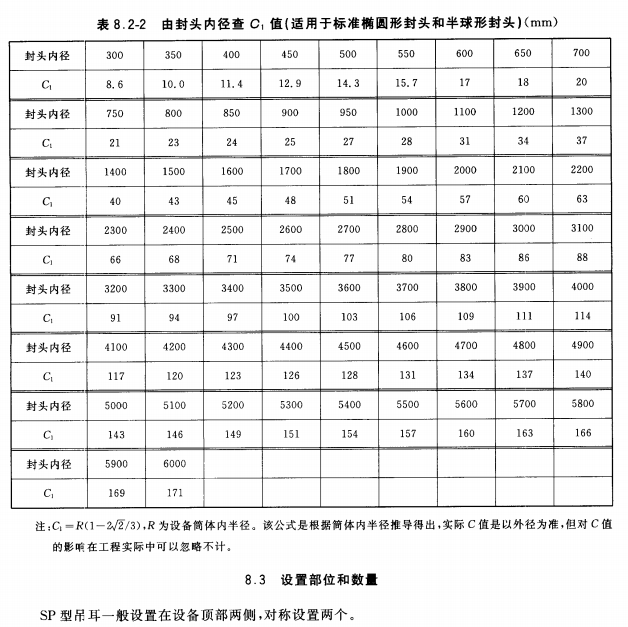 表 8.2-2 由封头内径查 C₁ 值(适用于标准椭圆形封头和半球形封头)(mm)
封头内径 300 350 400 450 500 550 600 650 700
C₁ 8.6 10.0 11.4 12.9 14.3 15.7 17 18 20
封头内径 750 800 850 900 950 1000 1100 1200 1300
C₁ 21 23 24 25 27 28 31 34 37
封头内径 1400 1500 1600 1700 1800 1900 2000 2100 2200
C₁ 40 43 45 48 51 54 57 60 63
封头内径 2300 2400 2500 2600 2700 2800 2900 3000 3100
C₁ 66 68 71 74 77 80 83 86 88
封头内径 3200 3300 3400 3500 3600 3700 3800 3900 4000
C₁ 91 94 97 100 103 106 109 111 114
封头内径 4100 4200 4300 4400 4500 4600 4700 4800 4900
C₁ 117 120 123 126 128 131 134 137 140
封头内径 5000 5100 5200 5300 5400 5500 5600 5700 5800
C₁ 143 146 149 151 154 157 160 163 166
封头内径 5900 6000
C₁ 169 171
注:C₁=R(1−2√2/3),R 为设备筒体内半径。该公式是根据筒体内半径推导得出,实际 C 值是以外径为准,但对 C 值
的影响在工程实际中可以忽略不计。
8.3 设置部位和数量
SP 型吊耳一般设置在设备顶部两侧,对称设置两个。